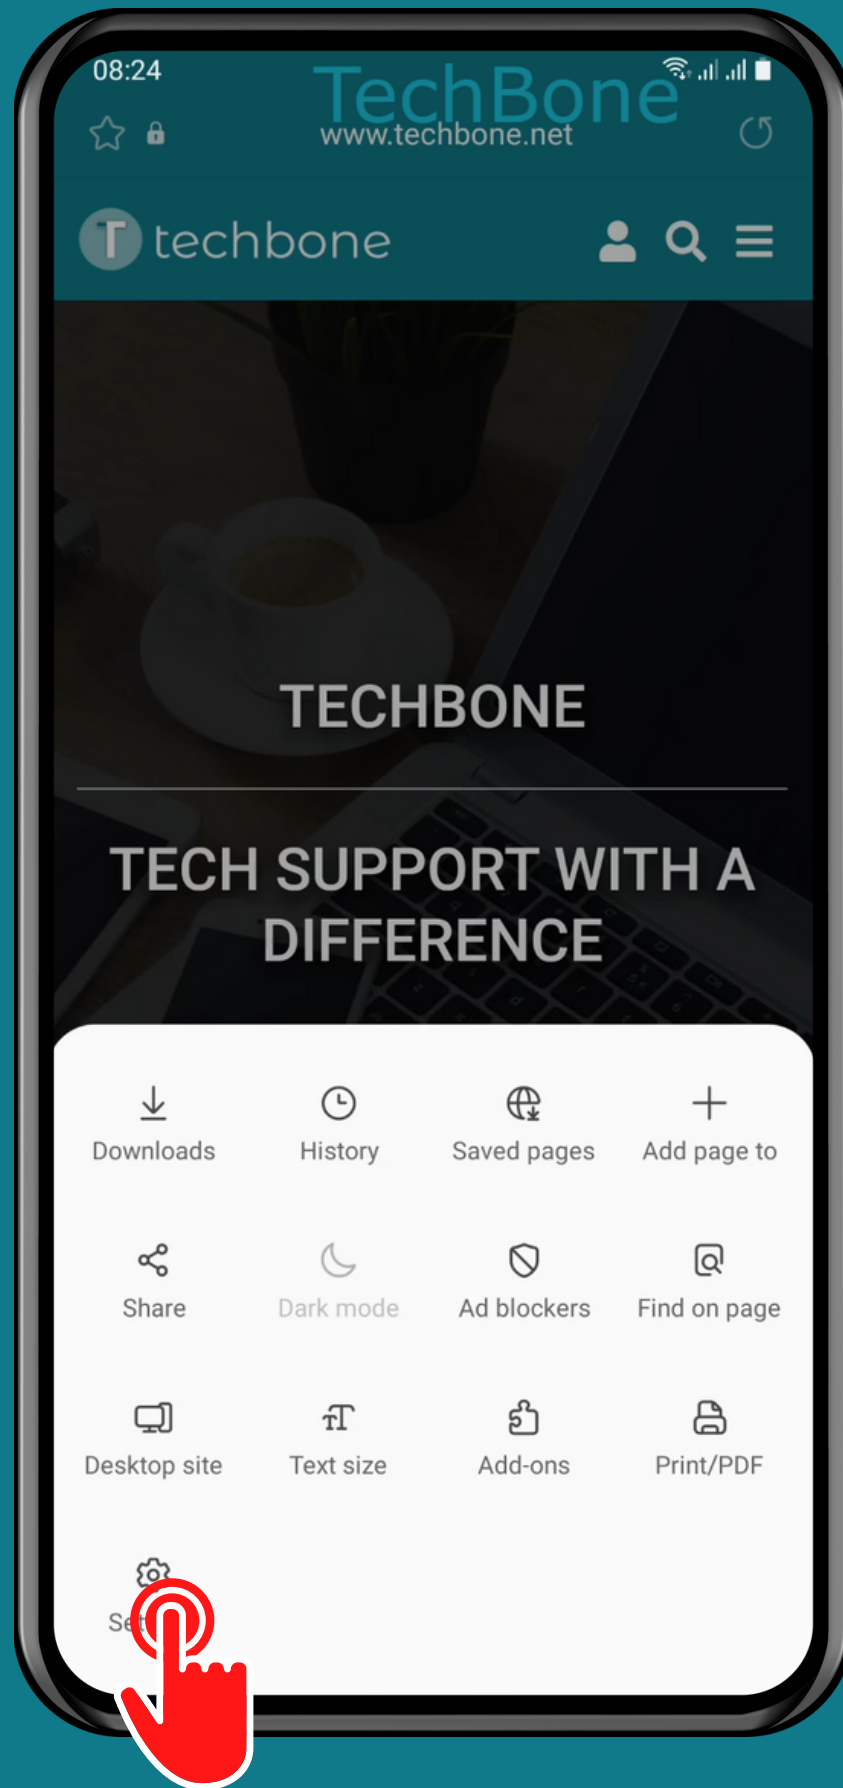 08:24
TechBone
www.techbone.net
T techbone
TECHBONE
TECH SUPPORT WITH A
DIFFERENCE
Downloads History Saved pages Add page to
Share Dark mode Ad blockers Find on page
Desktop site Text size Add-ons Print/PDF